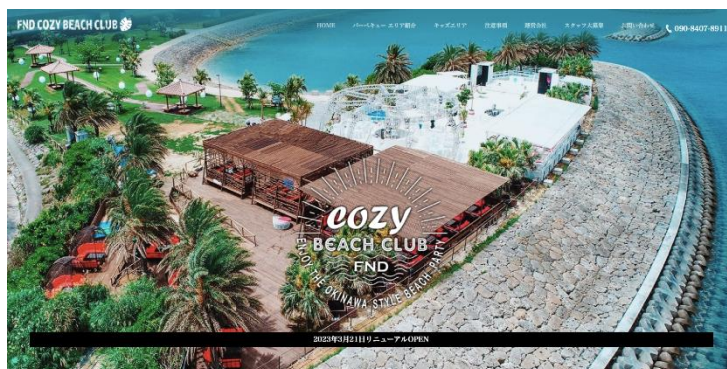 FND COZY BEACH CLUB
HOME バーベキュー エリア紹介 キッズエリア 注意事項 運営会社 スタッフ大募集 お問い合わせ 090-8407-8911
cozy
BEACH CLUB
FND
ENJOY THE OKINAWA STYLE BEACH PARTY
2023年3月21日リニューアルOPEN